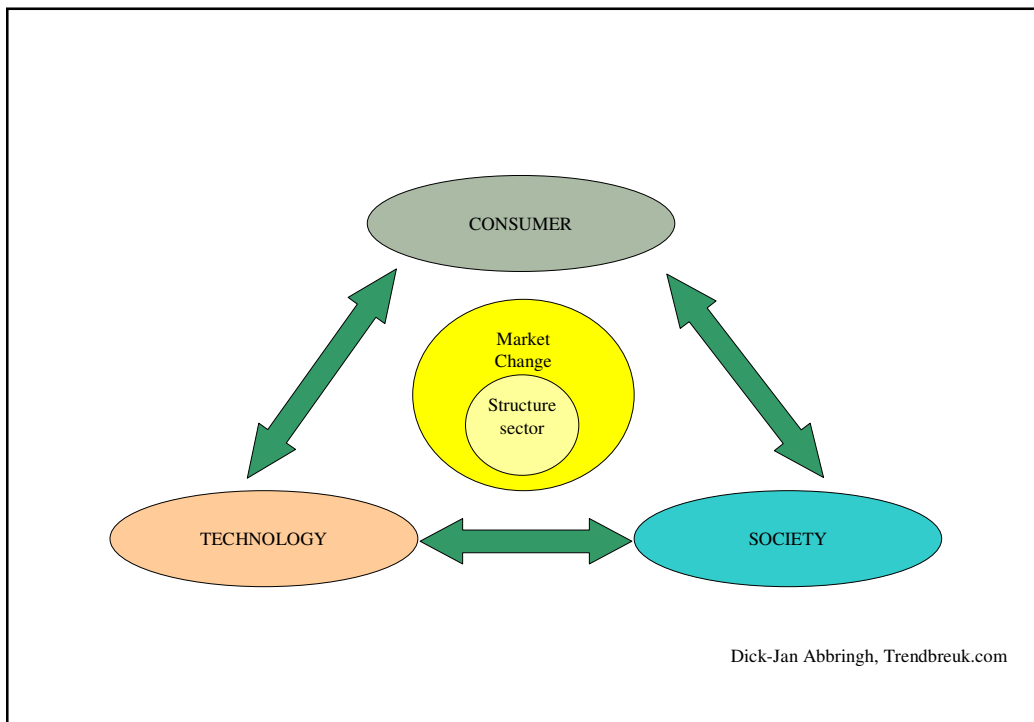 CONSUMER
Market
Change
Structure
sector
TECHNOLOGY
SOCIETY
Dick-Jan Abbringh, Trendbreuk.com